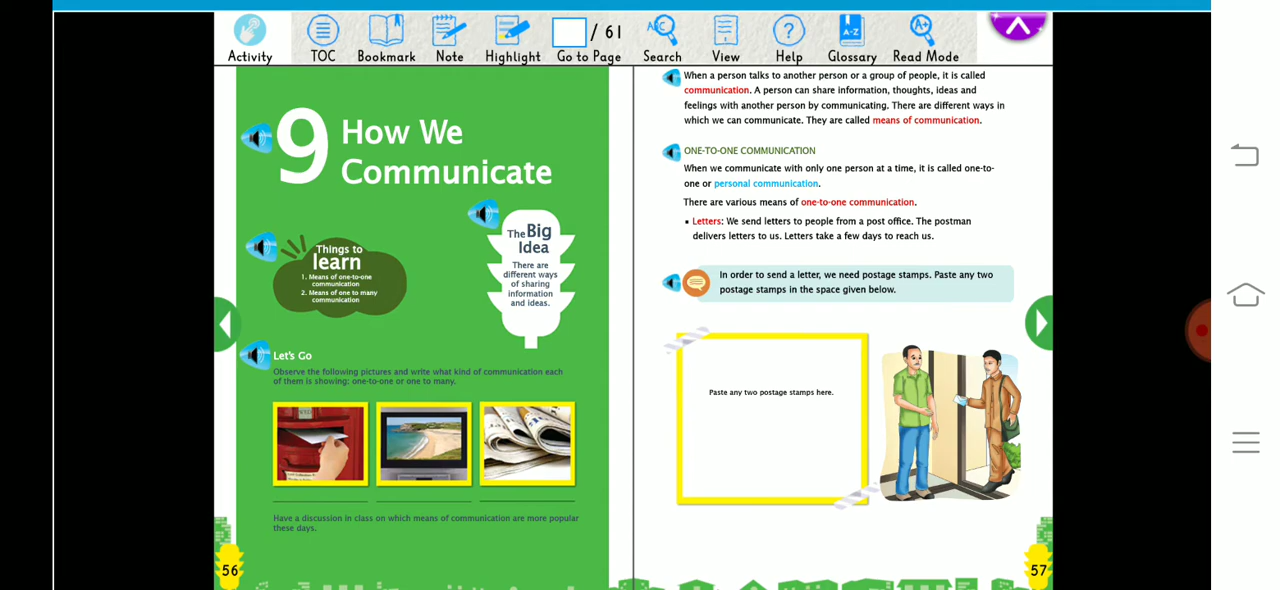 Activity
TOC
Bookmark
Note
Highlight
/ 61
Go to Page
ABC
Search
View
?
Help
A-Z
Glossary
A+
Read Mode
9
How We
Communicate
Things to
learn
1. Means of one-to-one
communication
2. Means of one to many
communication
The Big
Idea
There are
different ways
of sharing
information
and ideas.
Let's Go
Observe the following pictures and write what kind of communication each
of them is showing: one-to-one or one to many.
Have a discussion in class on which means of communication are more popular
these days.
56
When a person talks to another person or a group of people, it is called
communication. A person can share information, thoughts, ideas and
feelings with another person by communicating. There are different ways in
which we can communicate. They are called means of communication.
ONE-TO-ONE COMMUNICATION
When we communicate with only one person at a time, it is called one-to-
one or personal communication.
There are various means of one-to-one communication.
▪ Letters: We send letters to people from a post office. The postman
delivers letters to us. Letters take a few days to reach us.
In order to send a letter, we need postage stamps. Paste any two
postage stamps in the space given below.
Paste any two postage stamps here.
57